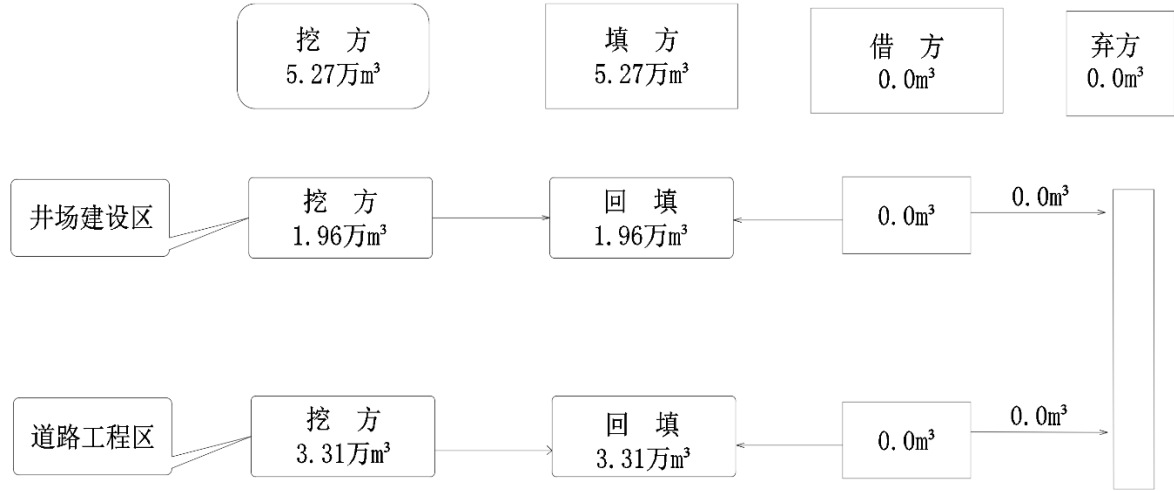 挖 方
5.27万m³
填 方
5.27万m³
借 方
0.0m³
弃方
0.0m³
井场建设区
挖 方
1.96万m³
回 填
1.96万m³
0.0m³
0.0m³
道路工程区
挖 方
3.31万m³
回 填
3.31万m³
0.0m³
0.0m³